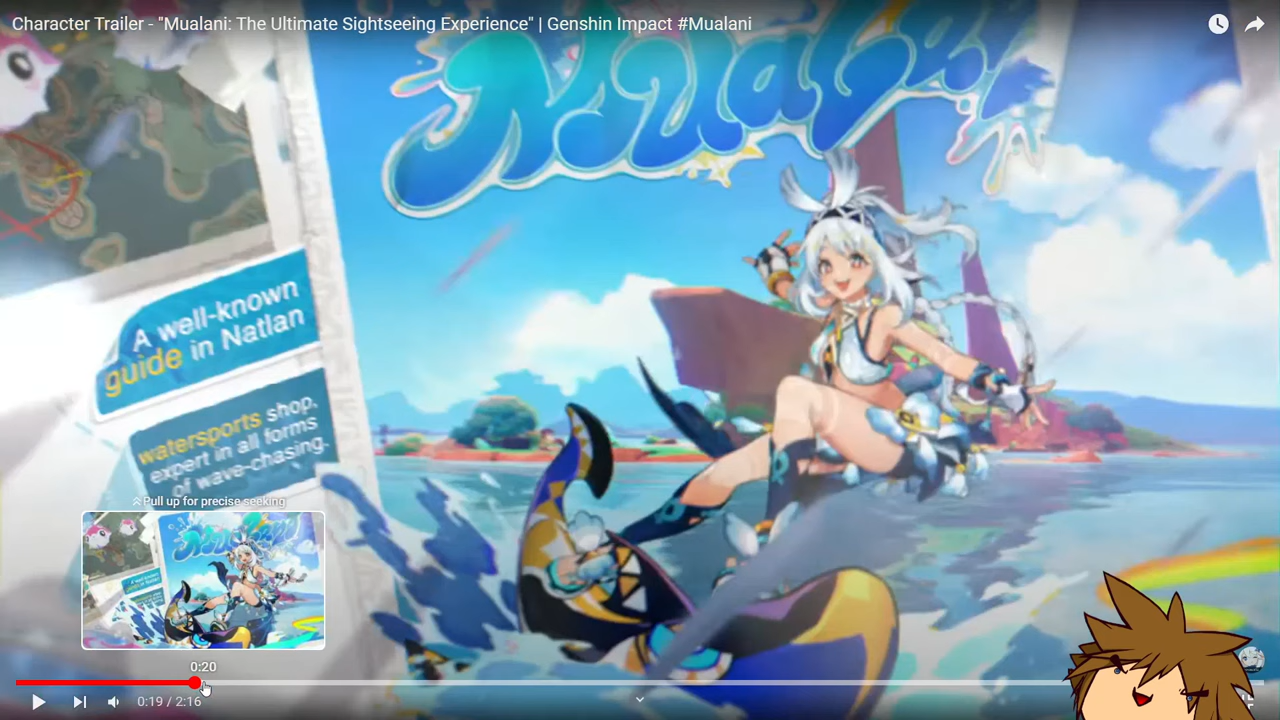 Character Trailer - "Mualani: The Ultimate Sightseeing Experience" | Genshin Impact #Mualani
Mualani
A well-known
guide in Natlan
watersports shop,
expert in all forms
of wave-chasing.
Pull up for precise seeking
0:20
0:19 / 2:16